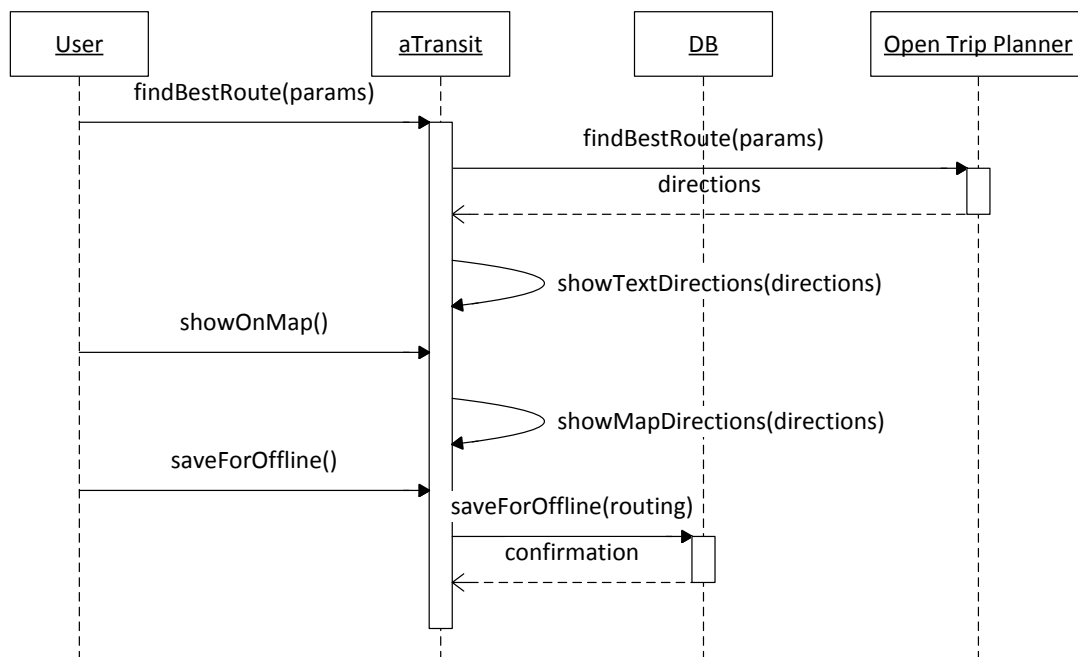 User
aTransit
DB
Open Trip Planner
findBestRoute(params)
findBestRoute(params)
directions
showTextDirections(directions)
showOnMap()
showMapDirections(directions)
saveForOffline()
saveForOffline(routing)
confirmation